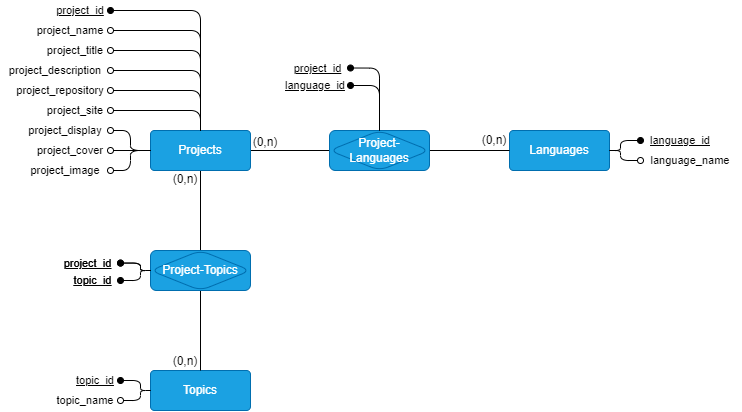 project_id
project_name
project_title
project_description
project_repository
project_site
project_display
project_cover
project_image
Projects
(0,n)
(0,n)
project_id
language_id
Project-
Languages
(0,n)
Languages
language_id
language_name
project_id
topic_id
Project-Topics
(0,n)
topic_id
topic_name
Topics